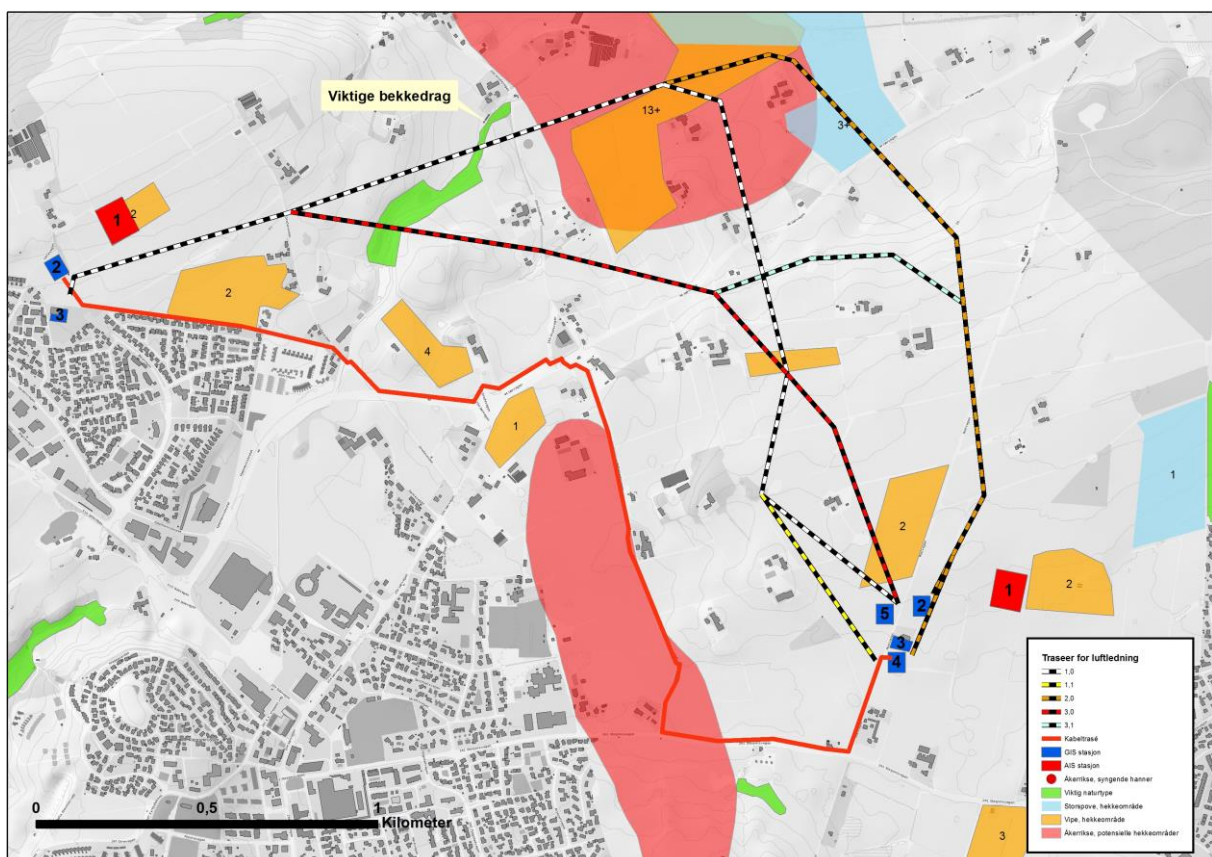 Viktige bekkedrag
13+
3+
1
2
2
3
2
4
1
1
2
2
1
5
2
3
4
3
Traseer for luftledning
1,0
1,1
2,0
3,0
3,1
Kabeltrasé
GIS stasjon
AIS stasjon
Åkerrikse, syngende hanner
Viktig naturtype
Storspove, hekkeområde
Vipe, hekkeområde
Åkerrikse, potensielle hekkeområder
0 0,5 1
Kilometer